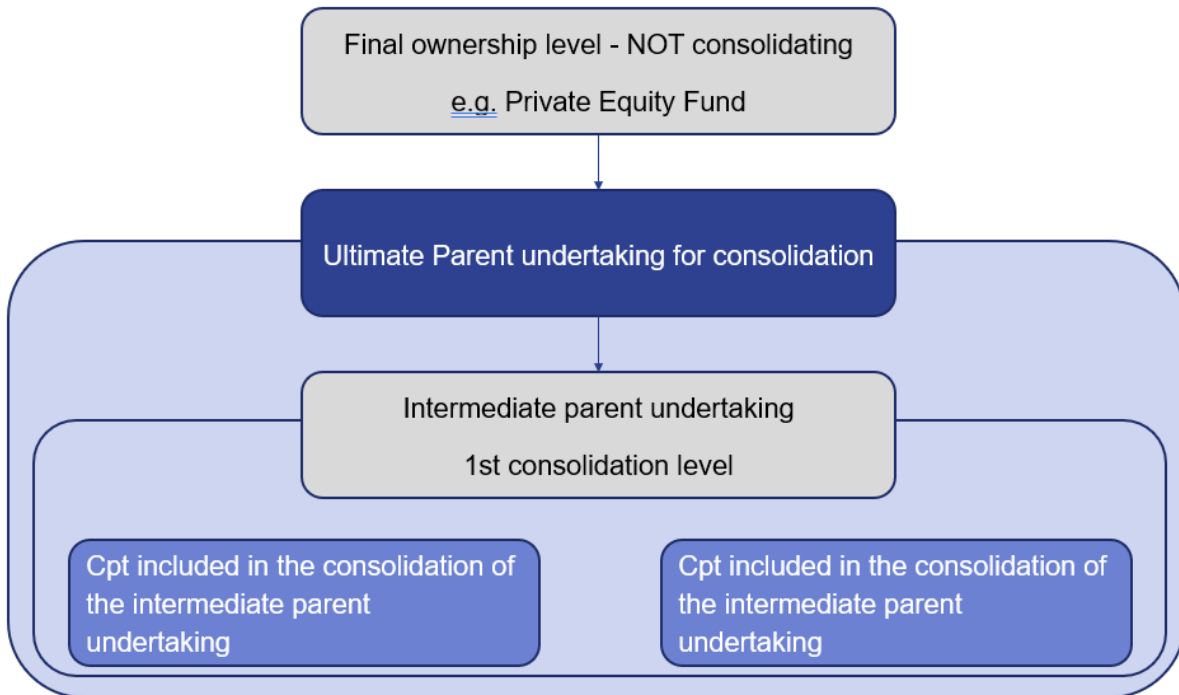 Final ownership level - NOT consolidating
e.g. Private Equity Fund
Ultimate Parent undertaking for consolidation
Intermediate parent undertaking
1st consolidation level
Cpt included in the consolidation of
the intermediate parent
undertaking
Cpt included in the consolidation of
the intermediate parent
undertaking